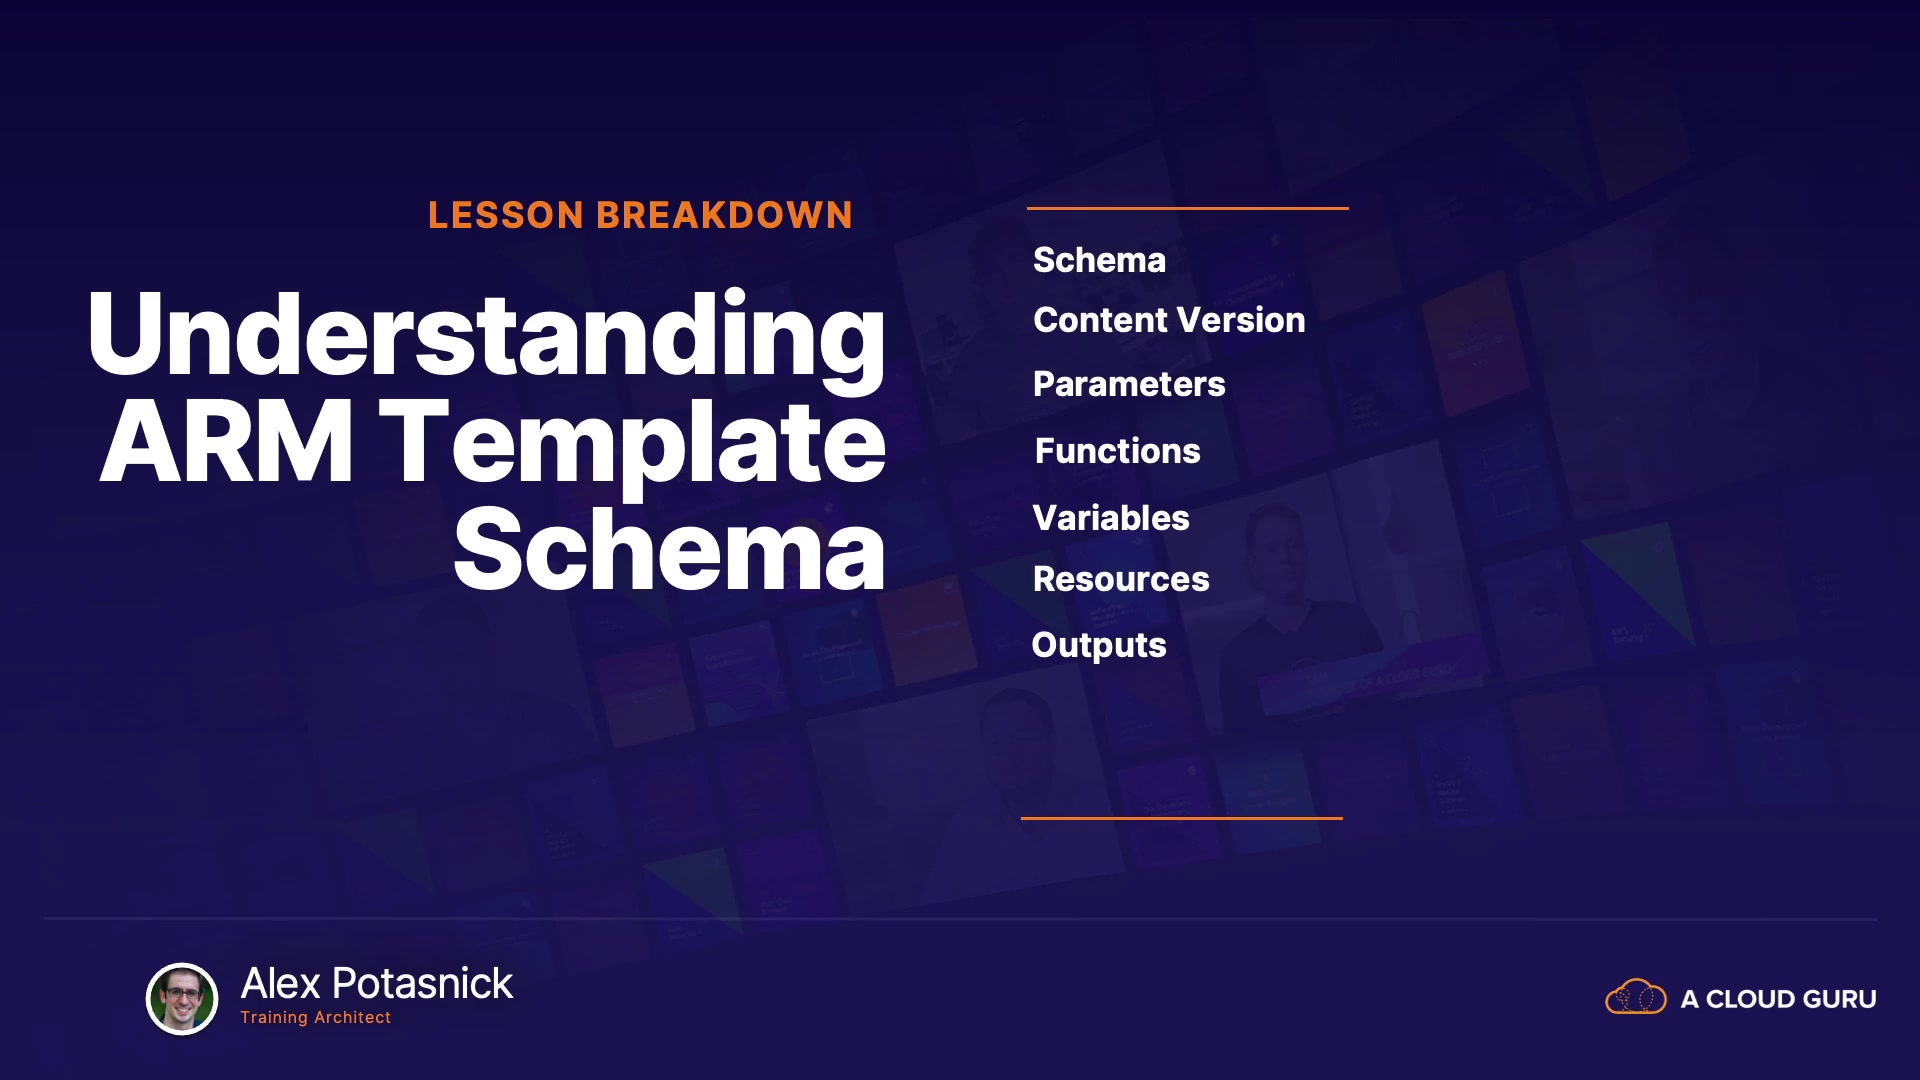 LESSON BREAKDOWN
Understanding
ARM Template
Schema
Schema
Content Version
Parameters
Functions
Variables
Resources
Outputs
Alex Potasnick
Training Architect
A CLOUD GURU